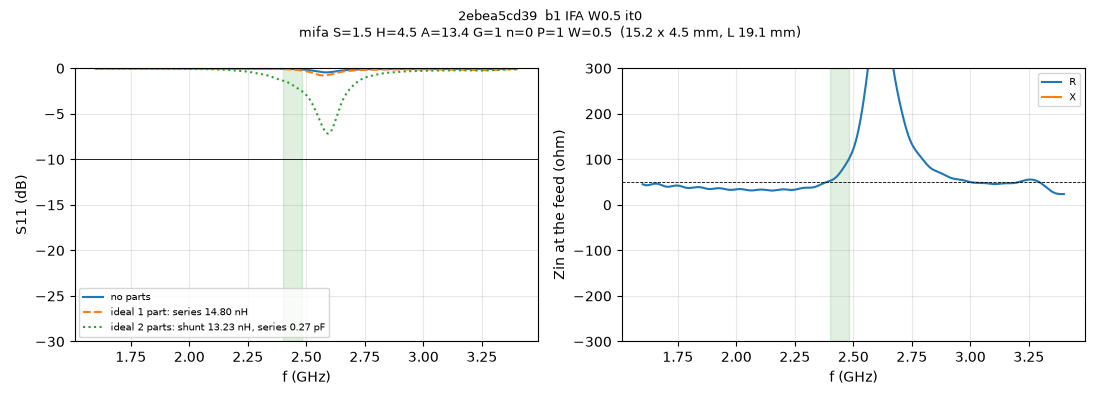 2ebea5cd39  b1 IFA W0.5 it0
mifa S=1.5 H=4.5 A=13.4 G=1 n=0 P=1 W=0.5  (15.2 x 4.5 mm, L 19.1 mm)
S11 (dB)
0
−5
−10
−15
−20
−25
−30
no parts
ideal 1 part: series 14.80 nH
ideal 2 parts: shunt 13.23 nH, series 0.27 pF
1.75
2.00
2.25
2.50
2.75
3.00
3.25
f (GHz)
Zin at the feed (ohm)
300
200
100
0
−100
−200
−300
R
X
1.75
2.00
2.25
2.50
2.75
3.00
3.25
f (GHz)